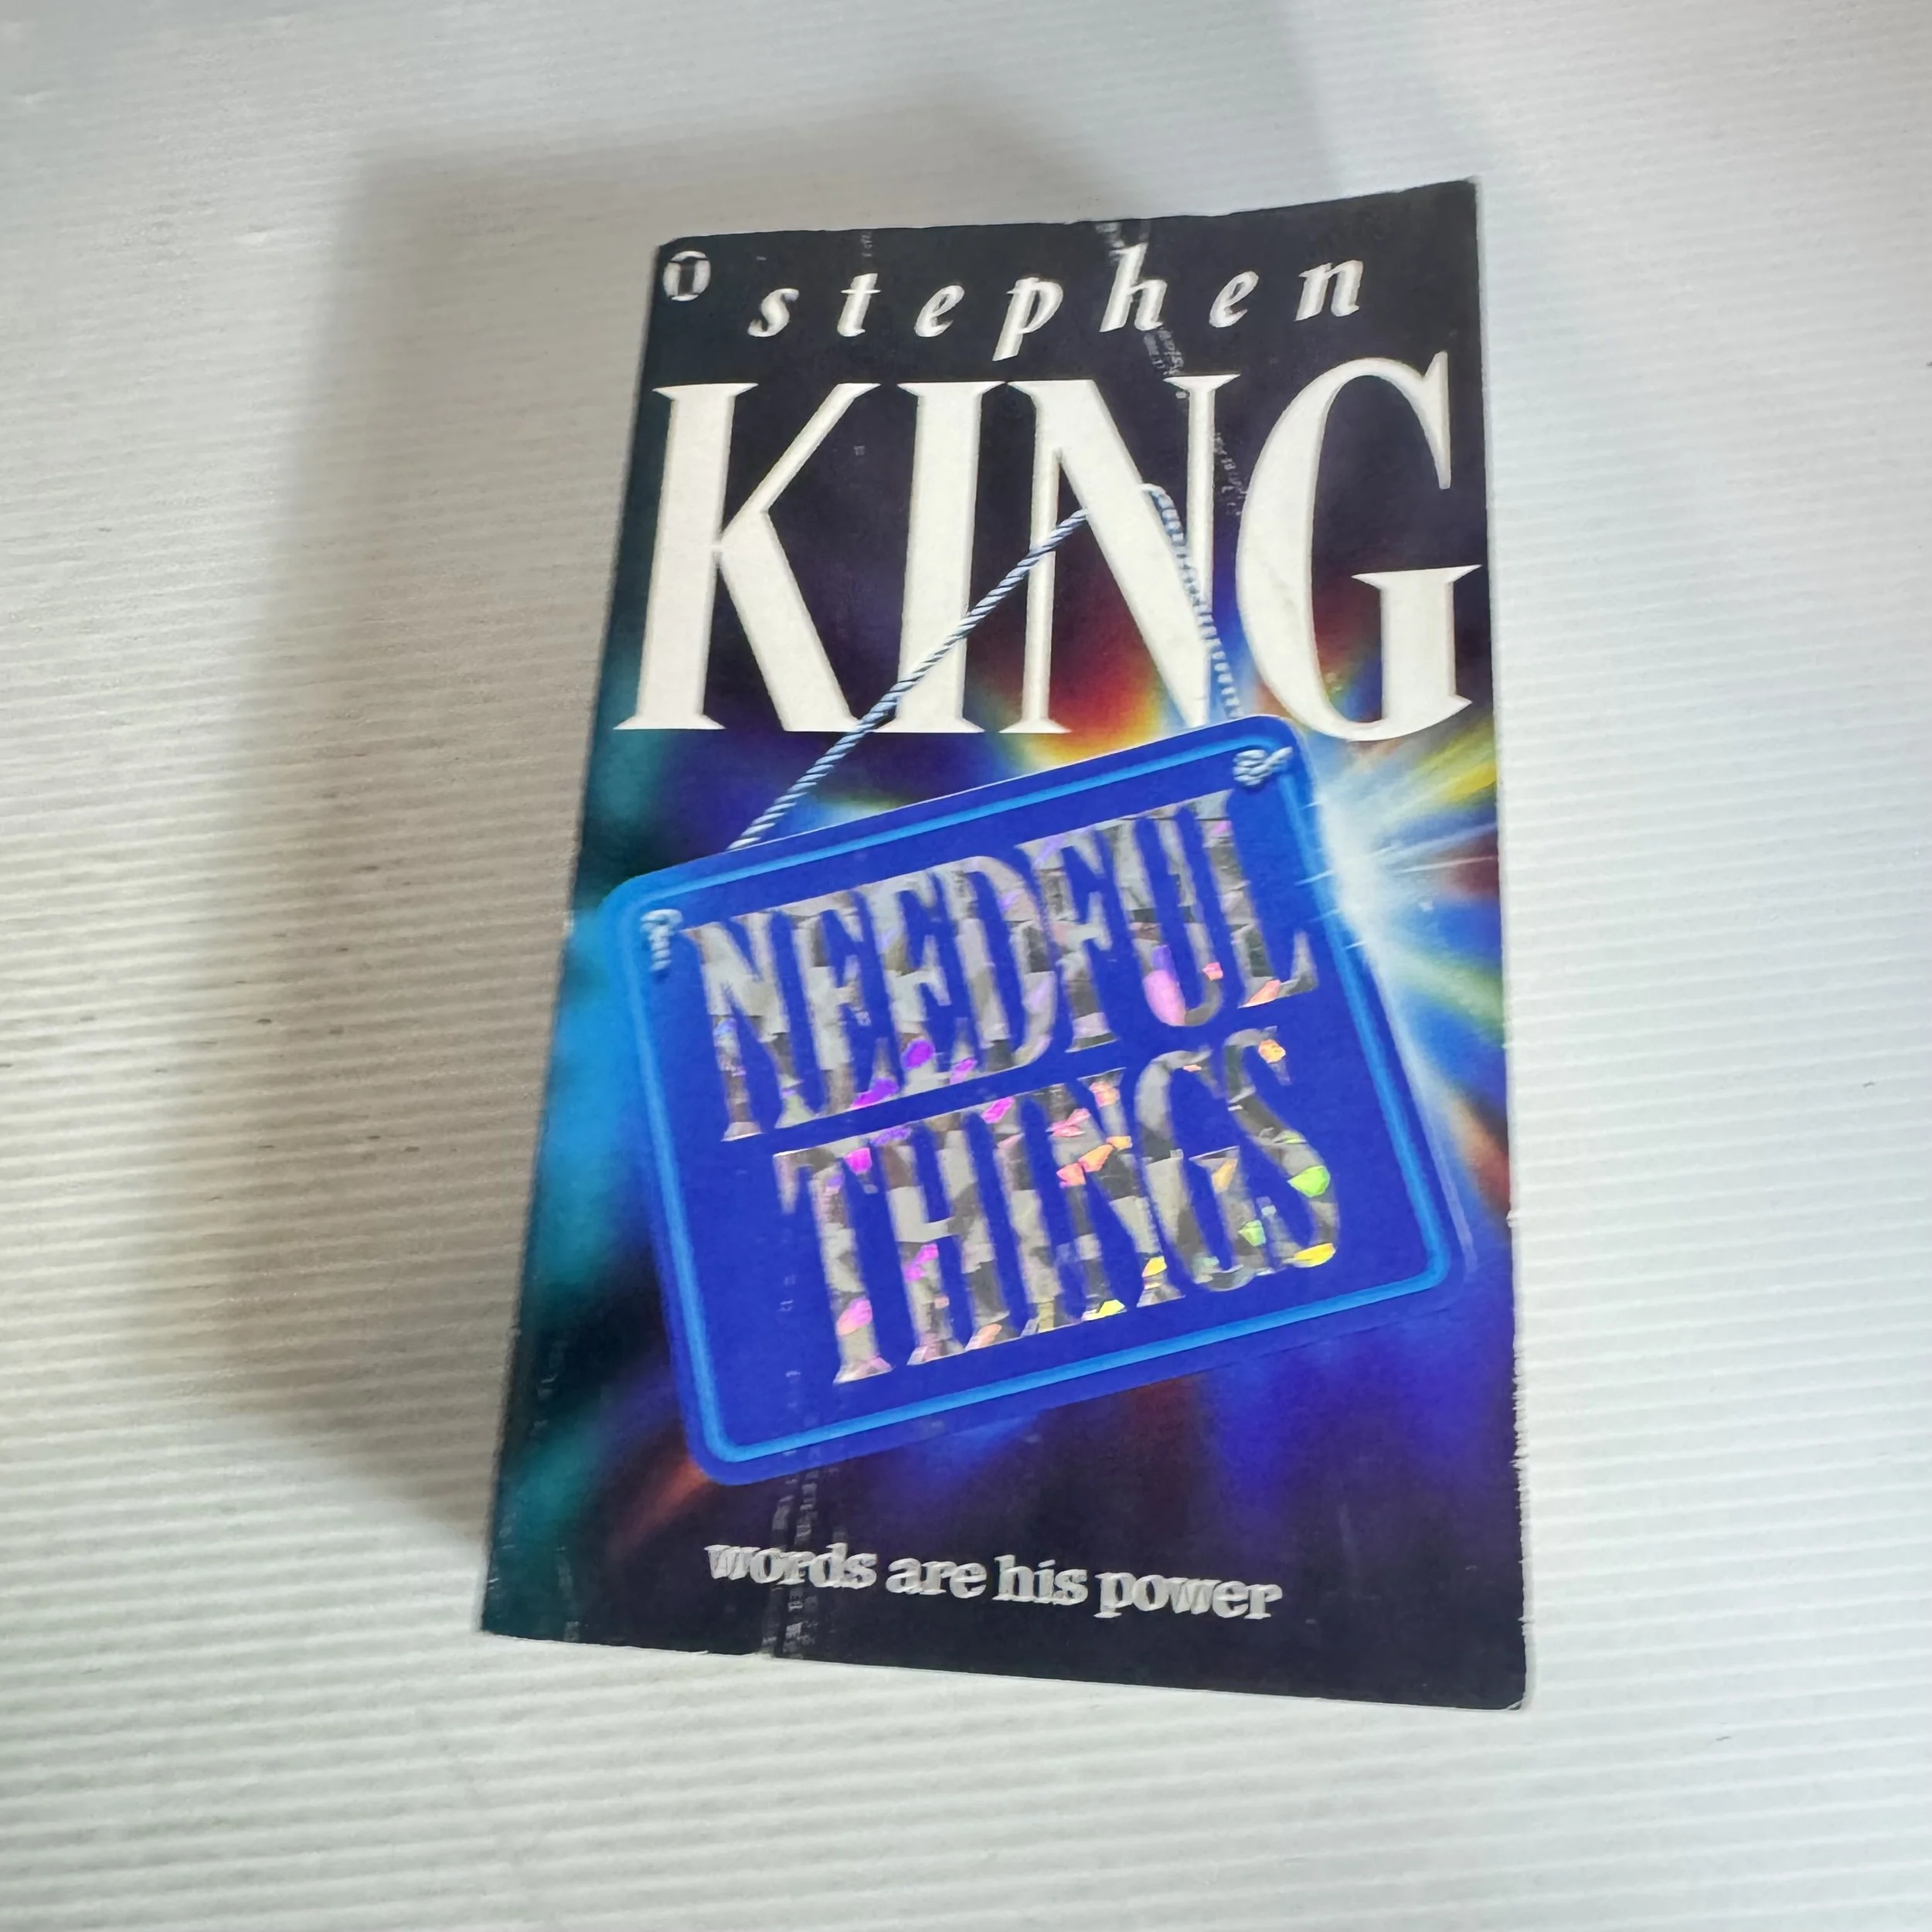 stephen
KING
NEEDFUL
THINGS
words are his power